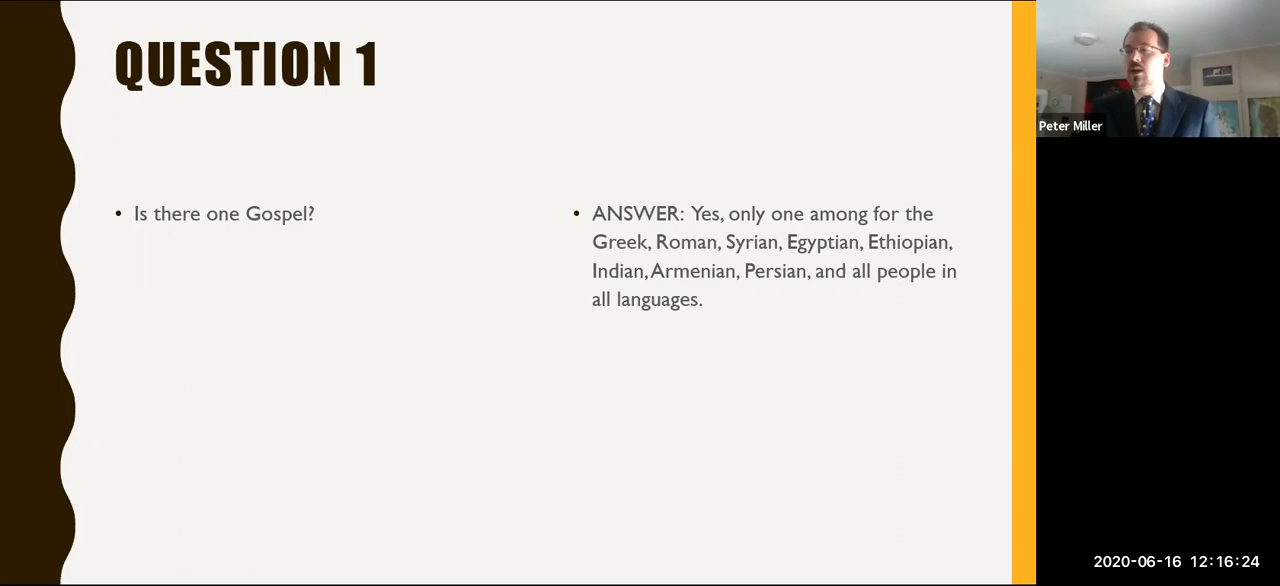 QUESTION 1
• Is there one Gospel?
• ANSWER: Yes, only one among for the
Greek, Roman, Syrian, Egyptian, Ethiopian,
Indian, Armenian, Persian, and all people in
all languages.
Peter Miller
2020-06-16 12:16:24